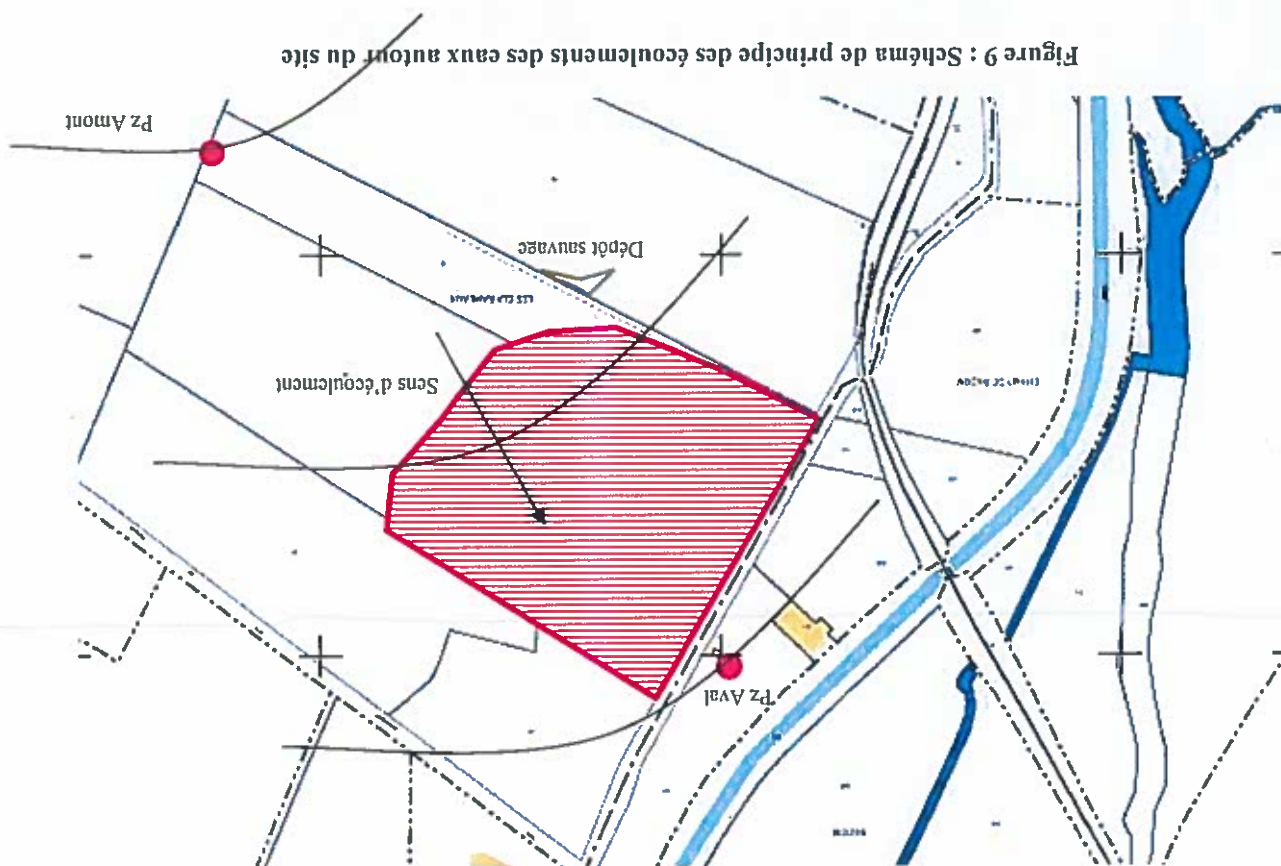 Pz Aval
Sens d'écoulement
Dépôt sauvage
Pz Amont
Figure 9 : Schéma de principe des écoulements des eaux autour du site